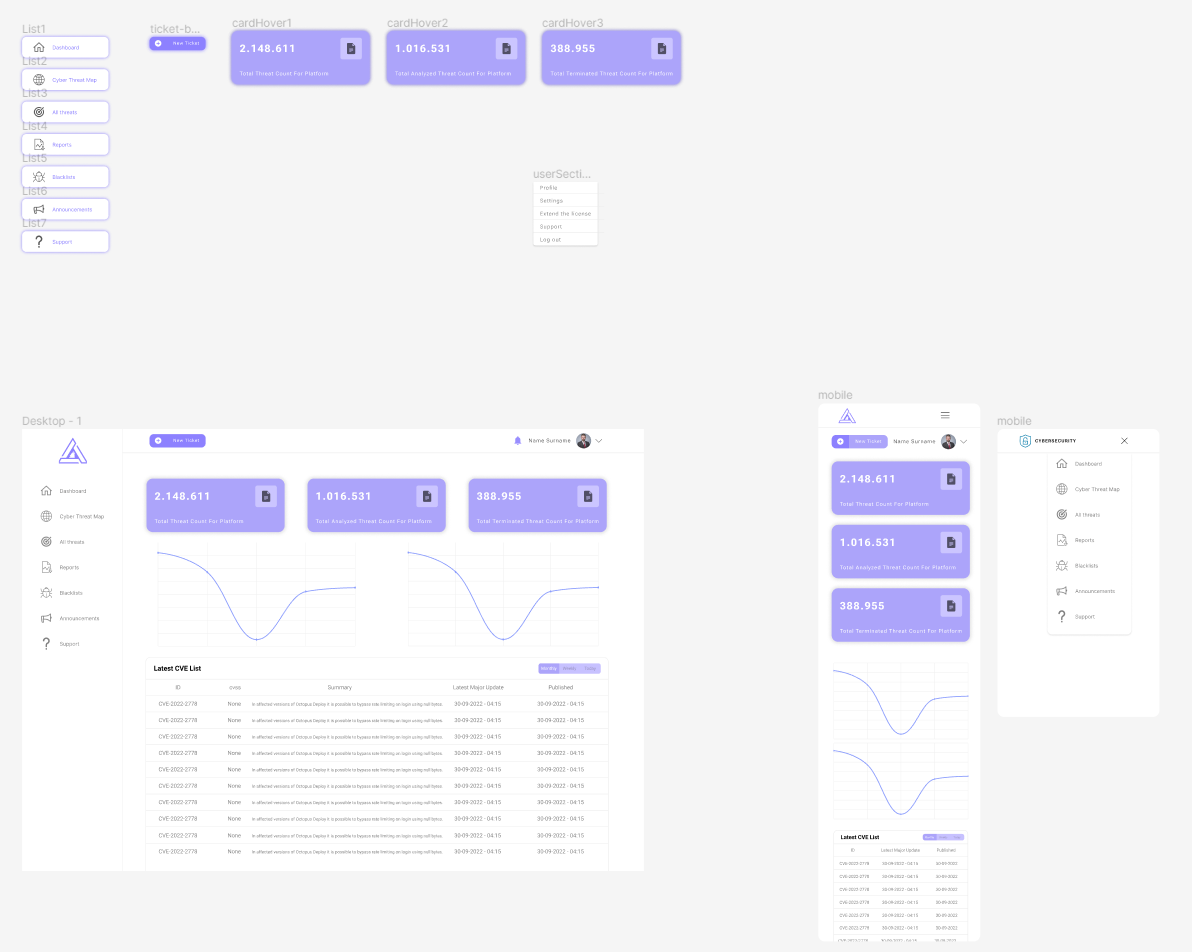 List1
Dashboard
List2
Cyber Threat Map
List3
All threats
List4
Reports
List5
Blacklists
List6
Announcements
List7
Support
ticket-b...
New Ticket
cardHover1
2.148.611
Total Threat Count For Platform
cardHover2
1.016.531
Total Analyzed Threat Count For Platform
cardHover3
388.955
Total Terminated Threat Count For Platform
userSecti...
Profile
Settings
Extend the license
Support
Log out
Desktop - 1
New Ticket
Name Surname
Dashboard
Cyber Threat Map
All threats
Reports
Blacklists
Announcements
Support
2.148.611
Total Threat Count For Platform
1.016.531
Total Analyzed Threat Count For Platform
388.955
Total Terminated Threat Count For Platform
Latest CVE List
Monthly Weekly Today
ID cvss Summary Latest Major Update Published
CVE-2022-2778 None In affected versions of Octopus Deploy it is possible to bypass rate limiting on login using null bytes. 30-09-2022 - 04:15 30-09-2022 - 04:15
CVE-2022-2778 None In affected versions of Octopus Deploy it is possible to bypass rate limiting on login using null bytes. 30-09-2022 - 04:15 30-09-2022 - 04:15
CVE-2022-2778 None In affected versions of Octopus Deploy it is possible to bypass rate limiting on login using null bytes. 30-09-2022 - 04:15 30-09-2022 - 04:15
CVE-2022-2778 None In affected versions of Octopus Deploy it is possible to bypass rate limiting on login using null bytes. 30-09-2022 - 04:15 30-09-2022 - 04:15
CVE-2022-2778 None In affected versions of Octopus Deploy it is possible to bypass rate limiting on login using null bytes. 30-09-2022 - 04:15 30-09-2022 - 04:15
CVE-2022-2778 None In affected versions of Octopus Deploy it is possible to bypass rate limiting on login using null bytes. 30-09-2022 - 04:15 30-09-2022 - 04:15
CVE-2022-2778 None In affected versions of Octopus Deploy it is possible to bypass rate limiting on login using null bytes. 30-09-2022 - 04:15 30-09-2022 - 04:15
CVE-2022-2778 None In affected versions of Octopus Deploy it is possible to bypass rate limiting on login using null bytes. 30-09-2022 - 04:15 30-09-2022 - 04:15
CVE-2022-2778 None In affected versions of Octopus Deploy it is possible to bypass rate limiting on login using null bytes. 30-09-2022 - 04:15 30-09-2022 - 04:15
CVE-2022-2778 None In affected versions of Octopus Deploy it is possible to bypass rate limiting on login using null bytes. 30-09-2022 - 04:15 30-09-2022 - 04:15
mobile
New Ticket Name Surname
2.148.611
Total Threat Count For Platform
1.016.531
Total Analyzed Threat Count For Platform
388.955
Total Terminated Threat Count For Platform
Latest CVE List
ID Latest Major Update Published
CVE-2022-2778 30-09-2022 - 04:15 30-09-2022
CVE-2022-2778 30-09-2022 - 04:15 30-09-2022
CVE-2022-2778 30-09-2022 - 04:15 30-09-2022
CVE-2022-2778 30-09-2022 - 04:15 30-09-2022
CVE-2022-2778 30-09-2022 - 04:15 30-09-2022
CVE-2022-2778 30-09-2022 - 04:15 30-09-2022
mobile
CYBERSECURITY
Dashboard
Cyber Threat Map
All threats
Reports
Blacklists
Announcements
Support